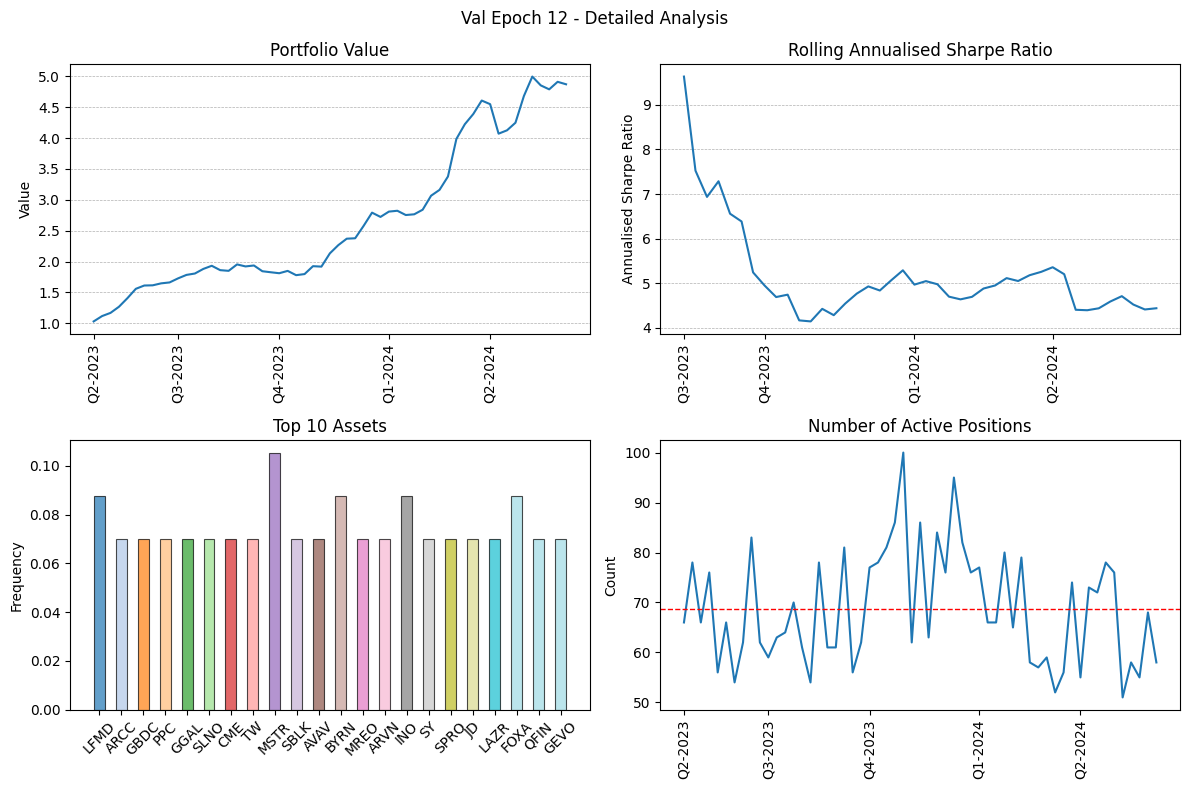 Val Epoch 12 - Detailed Analysis
Portfolio Value
Value
5.0
4.5
4.0
3.5
3.0
2.5
2.0
1.5
1.0
Q2-2023
Q3-2023
Q4-2023
Q1-2024
Q2-2024
Rolling Annualised Sharpe Ratio
Annualised Sharpe Ratio
9
8
7
6
5
4
Q3-2023
Q4-2023
Q1-2024
Q2-2024
Top 10 Assets
Frequency
0.10
0.08
0.06
0.04
0.02
0.00
LFMD
ARCC
GBDC
PPC
GGAL
SLNO
CME
TW
MSTR
SBLK
AVAV
BYRN
MREO
ARVN
INO
SY
SPRO
JD
LAZR
FOXA
QFIN
GEVO
Number of Active Positions
Count
100
90
80
70
60
50
Q2-2023
Q3-2023
Q4-2023
Q1-2024
Q2-2024